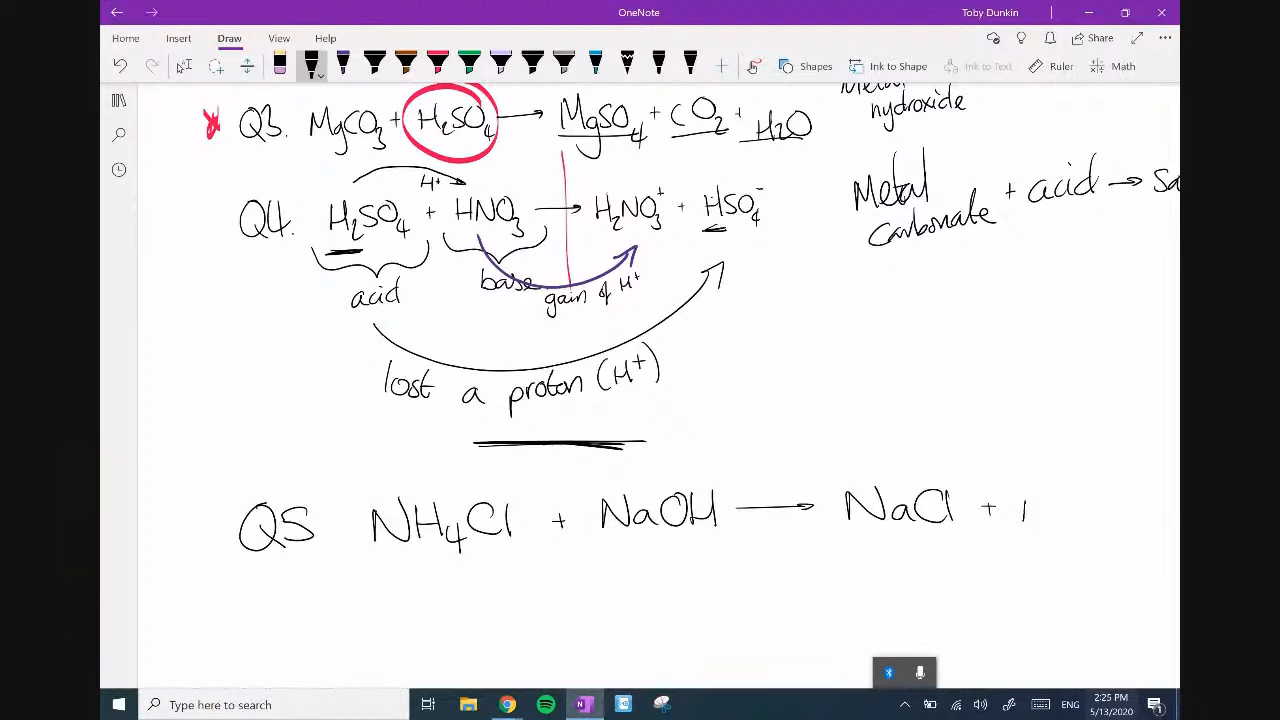 OneNote
Toby Dunkin
Home Insert Draw View Help
Share
Shapes Ink to Shape Ink to Text Ruler Math
Metal
hydroxide
Q3. MgCO3 + H2SO4 → MgSO4 + CO2 + H2O
Metal carbonate + acid → Sa
H+
Q4. H2SO4 + HNO3 → H2NO3+ + HSO4-
acid
base
gain of H+
lost a proton (H+)
Q5 NH4Cl + NaOH → NaCl +
Type here to search
ENG
2:25 PM
5/13/2020
1